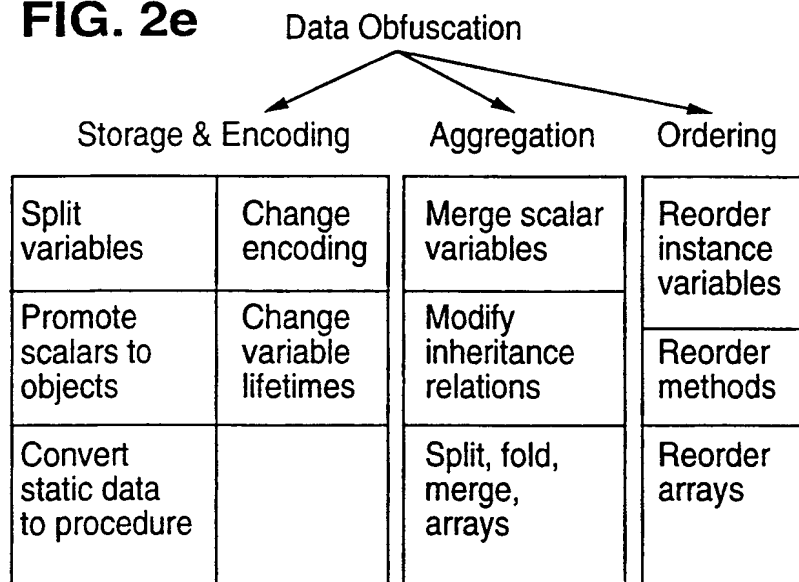 FIG. 2e
Data Obfuscation
Storage & Encoding
Aggregation
Ordering
Split
variables
Change
encoding
Merge scalar
variables
Reorder
instance
variables
Promote
scalars to
objects
Change
variable
lifetimes
Modify
inheritance
relations
Reorder
methods
Convert
static data
to procedure
Split, fold,
merge,
arrays
Reorder
arrays